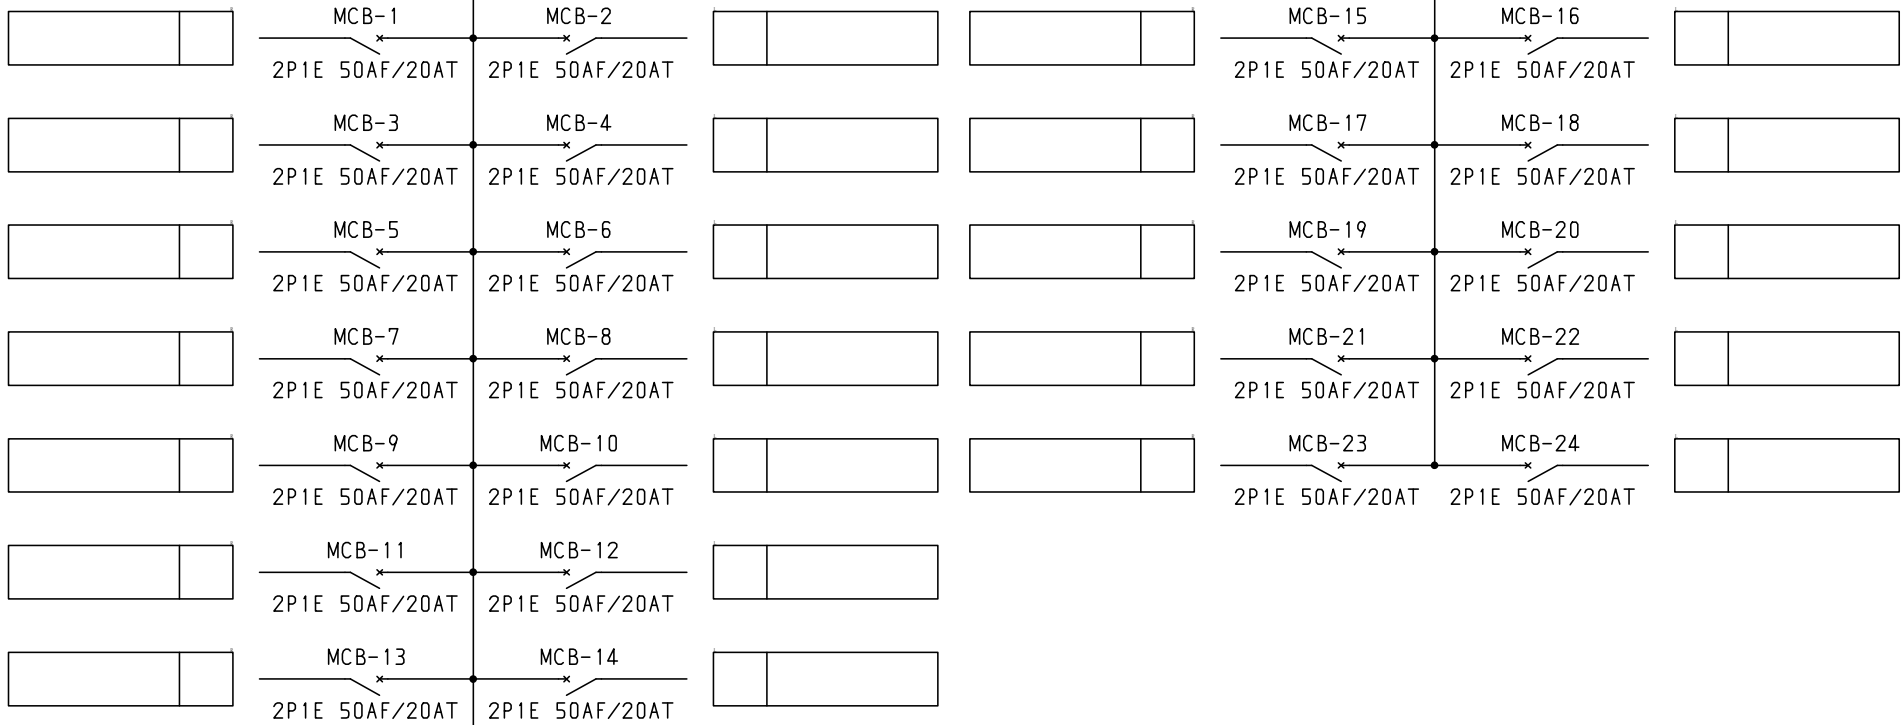 MCB-1 MCB-2 MCB-15 MCB-16
2P1E 50AF/20AT 2P1E 50AF/20AT 2P1E 50AF/20AT 2P1E 50AF/20AT
MCB-3 MCB-4 MCB-17 MCB-18
2P1E 50AF/20AT 2P1E 50AF/20AT 2P1E 50AF/20AT 2P1E 50AF/20AT
MCB-5 MCB-6 MCB-19 MCB-20
2P1E 50AF/20AT 2P1E 50AF/20AT 2P1E 50AF/20AT 2P1E 50AF/20AT
MCB-7 MCB-8 MCB-21 MCB-22
2P1E 50AF/20AT 2P1E 50AF/20AT 2P1E 50AF/20AT 2P1E 50AF/20AT
MCB-9 MCB-10 MCB-23 MCB-24
2P1E 50AF/20AT 2P1E 50AF/20AT 2P1E 50AF/20AT 2P1E 50AF/20AT
MCB-11 MCB-12
2P1E 50AF/20AT 2P1E 50AF/20AT
MCB-13 MCB-14
2P1E 50AF/20AT 2P1E 50AF/20AT